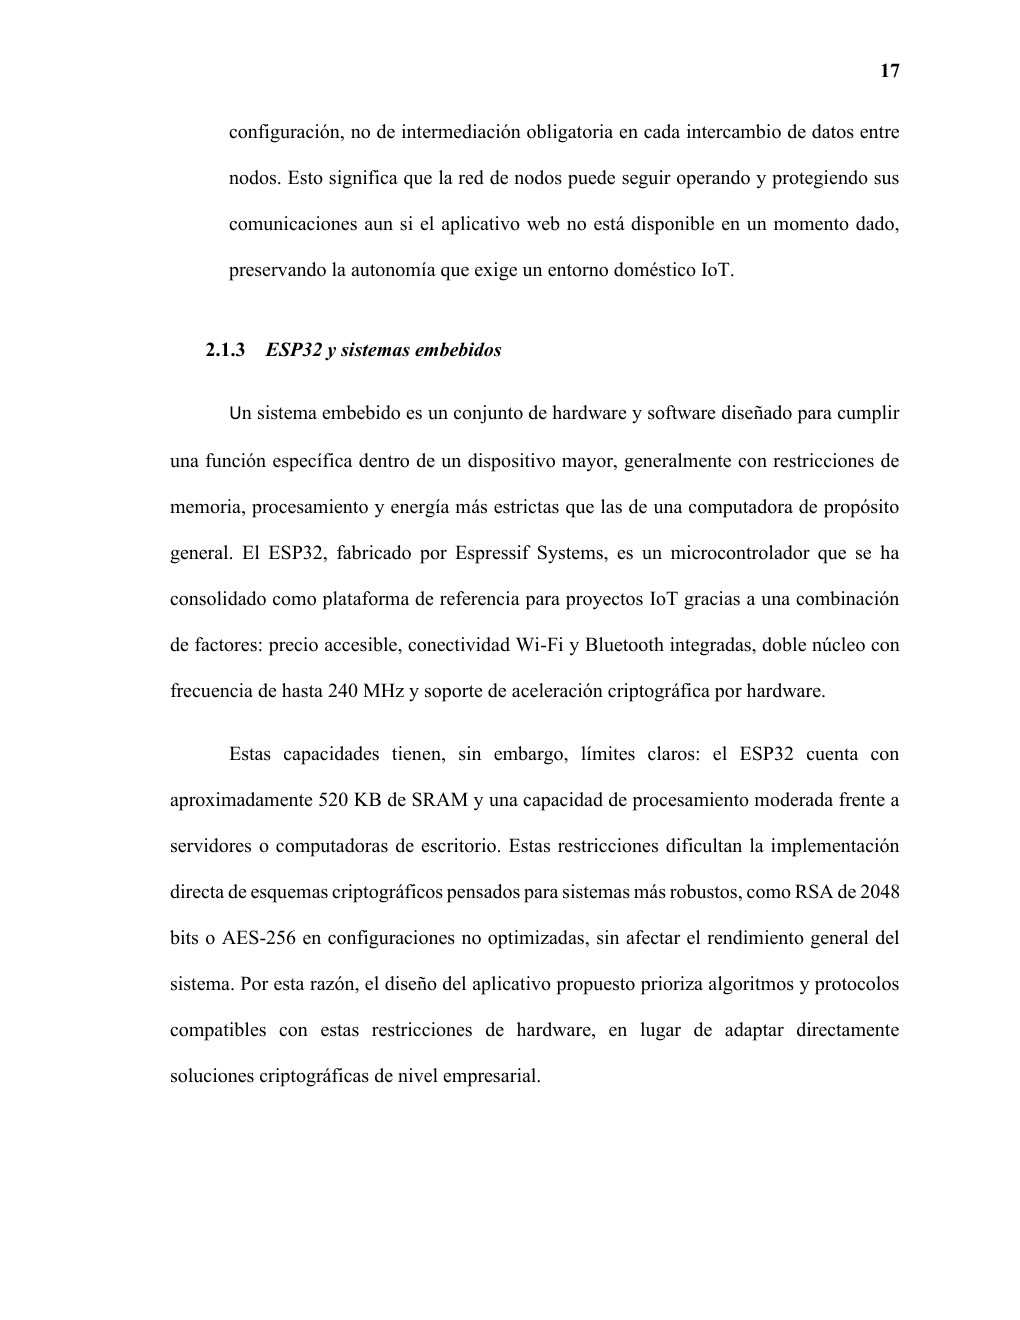 17
configuración, no de intermediación obligatoria en cada intercambio de datos entre
nodos. Esto significa que la red de nodos puede seguir operando y protegiendo sus
comunicaciones aun si el aplicativo web no está disponible en un momento dado,
preservando la autonomía que exige un entorno doméstico IoT.
2.1.3 ESP32 y sistemas embebidos
Un sistema embebido es un conjunto de hardware y software diseñado para cumplir
una función específica dentro de un dispositivo mayor, generalmente con restricciones de
memoria, procesamiento y energía más estrictas que las de una computadora de propósito
general. El ESP32, fabricado por Espressif Systems, es un microcontrolador que se ha
consolidado como plataforma de referencia para proyectos IoT gracias a una combinación
de factores: precio accesible, conectividad Wi-Fi y Bluetooth integradas, doble núcleo con
frecuencia de hasta 240 MHz y soporte de aceleración criptográfica por hardware.
Estas capacidades tienen, sin embargo, límites claros: el ESP32 cuenta con
aproximadamente 520 KB de SRAM y una capacidad de procesamiento moderada frente a
servidores o computadoras de escritorio. Estas restricciones dificultan la implementación
directa de esquemas criptográficos pensados para sistemas más robustos, como RSA de 2048
bits o AES-256 en configuraciones no optimizadas, sin afectar el rendimiento general del
sistema. Por esta razón, el diseño del aplicativo propuesto prioriza algoritmos y protocolos
compatibles con estas restricciones de hardware, en lugar de adaptar directamente
soluciones criptográficas de nivel empresarial.